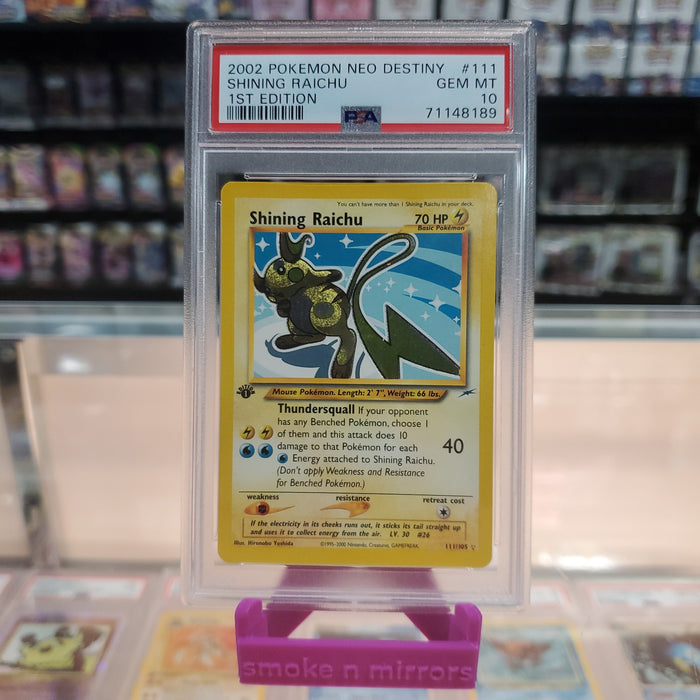 2002 POKEMON NEO DESTINY #111
SHINING RAICHU GEM MT
1ST EDITION 10
PSA 71148189
You can't have more than 1 Shining Raichu in your deck.
Shining Raichu 70 HP
Basic Pokémon
EDITION
1
Mouse Pokémon. Length: 2' 7", Weight: 66 lbs.
Thundersquall If your opponent
has any Benched Pokémon, choose 1
of them and this attack does 10
damage to that Pokémon for each
Energy attached to Shining Raichu.
(Don't apply Weakness and Resistance
for Benched Pokémon.)
40
weakness resistance retreat cost
If the electricity in its cheeks runs out, it sticks its tail straight up
and uses it to collect energy from the air. LV. 30 #26
Illus. Hironobu Yoshida ©1995-2000 Nintendo, Creatures, GAMEFREAK. 111/105
smoke n mirrors